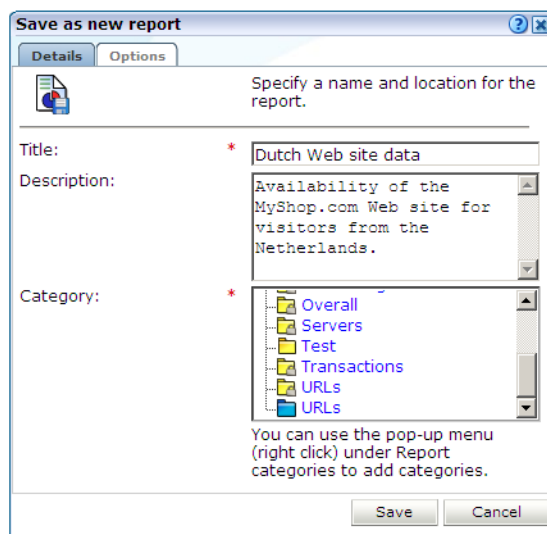 Save as new report
Details Options
Specify a name and location for the
report.
Title: * Dutch Web site data
Description: Availability of the
MyShop.com Web site for
visitors from the
Netherlands.
Category: *
Overall
Servers
Test
Transactions
URLs
URLs
You can use the pop-up menu
(right click) under Report
categories to add categories.
Save Cancel